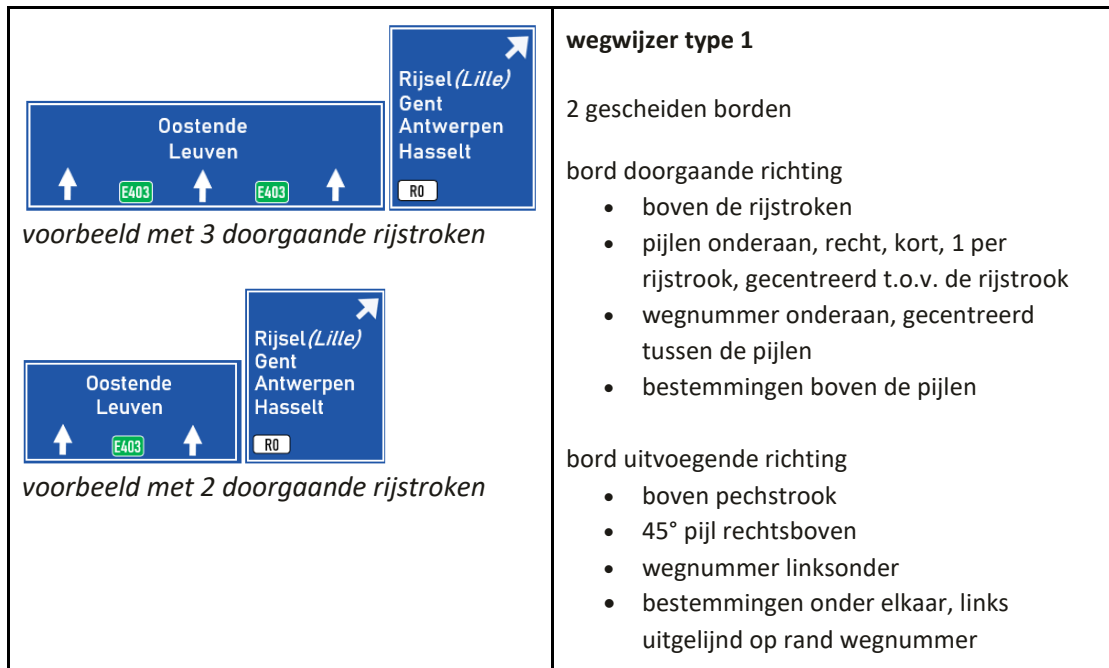 Rijsel (Lille)
Gent
Antwerpen
Hasselt
R0
Oostende
Leuven
E403 E403
voorbeeld met 3 doorgaande rijstroken
Rijsel (Lille)
Gent
Antwerpen
Hasselt
R0
Oostende
Leuven
E403
voorbeeld met 2 doorgaande rijstroken
wegwijzer type 1
2 gescheiden borden
bord doorgaande richting
• boven de rijstroken
• pijlen onderaan, recht, kort, 1 per
rijstrook, gecentreerd t.o.v. de rijstrook
• wegnummer onderaan, gecentreerd
tussen de pijlen
• bestemmingen boven de pijlen
bord uitvoegende richting
• boven pechstrook
• 45° pijl rechtsboven
• wegnummer linksonder
• bestemmingen onder elkaar, links
uitgelijnd op rand wegnummer